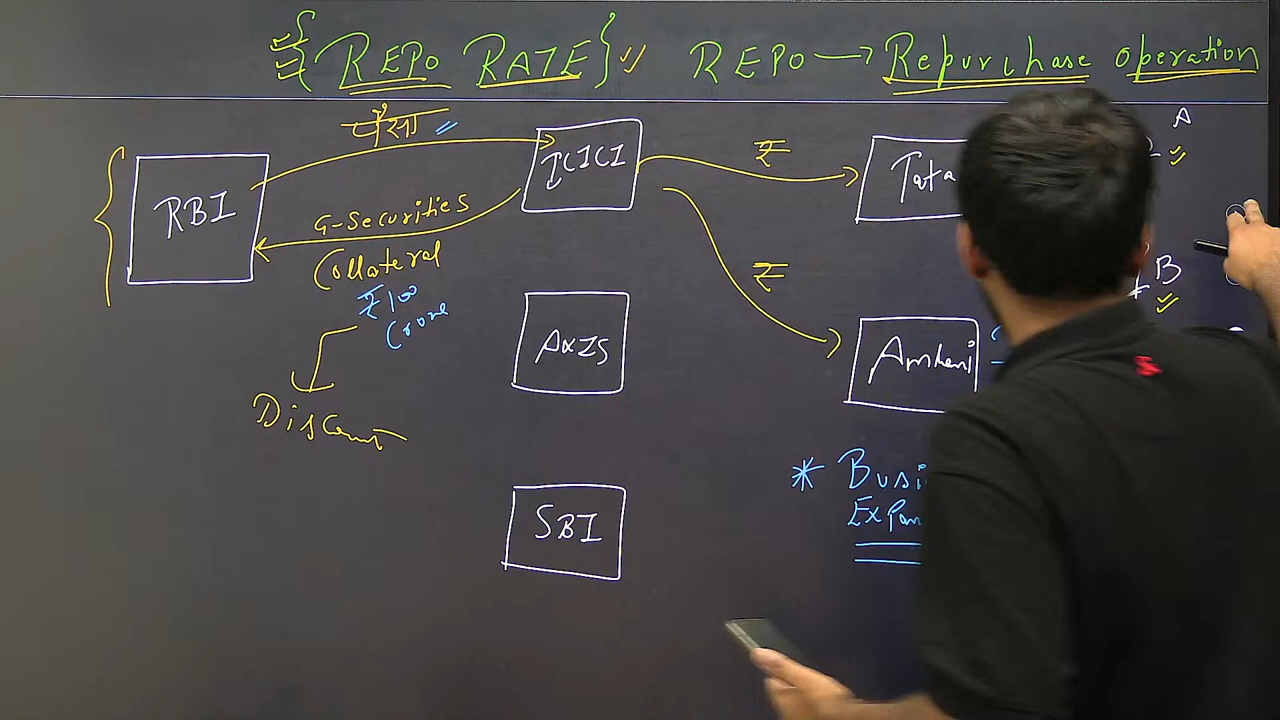 {REPO RATE} REPO → Repurchase operation
पैसा
RBI
ICICI
₹
Tata
A
G-Securities
Collateral
₹100
Crore
₹
B
Discount
AXIS
Ambani
* Busi
Expan
SBI